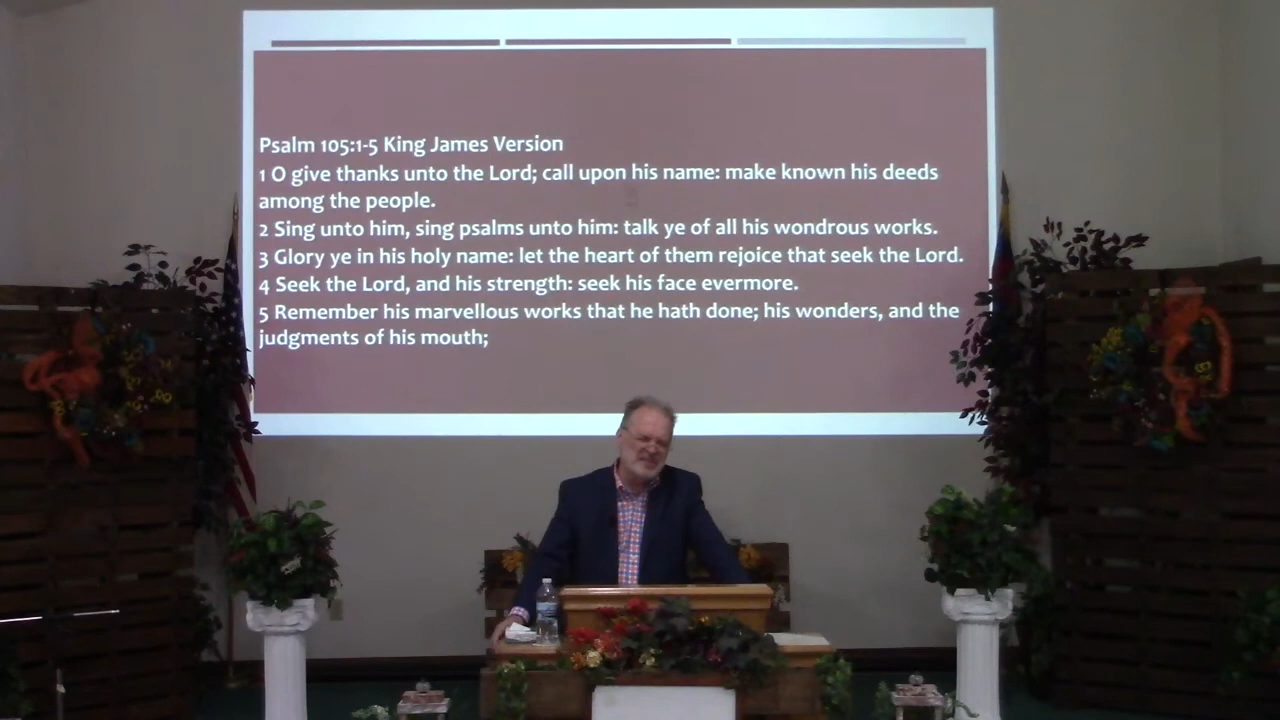 Psalm 105:1-5 King James Version
1 O give thanks unto the Lord; call upon his name: make known his deeds
among the people.
2 Sing unto him, sing psalms unto him: talk ye of all his wondrous works.
3 Glory ye in his holy name: let the heart of them rejoice that seek the Lord.
4 Seek the Lord, and his strength: seek his face evermore.
5 Remember his marvellous works that he hath done; his wonders, and the
judgments of his mouth;